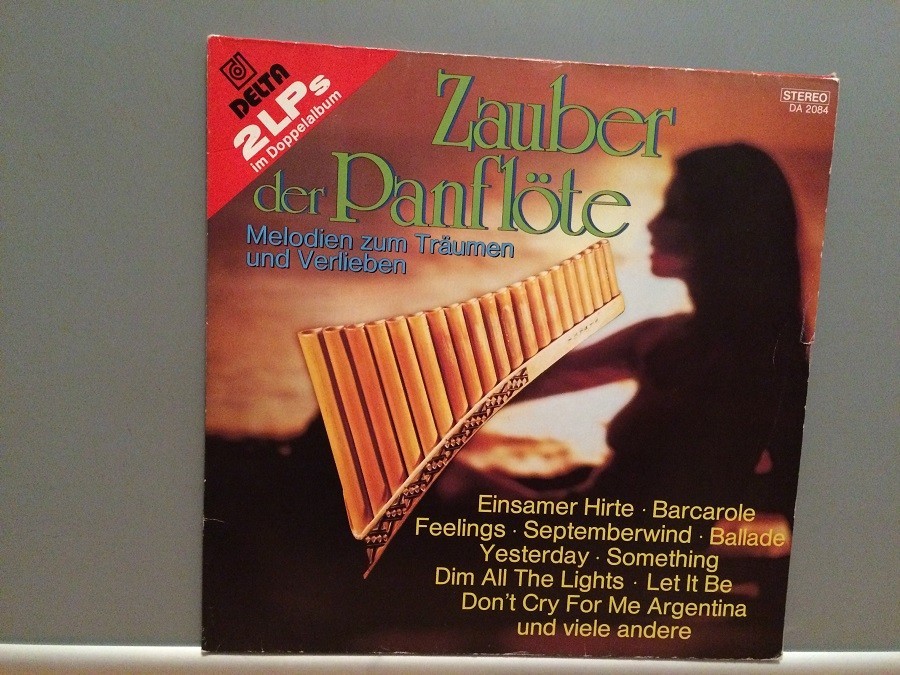 DELTA
2 LPs
im Doppelalbum
STEREO
DA 2084
Zauber
der Panflöte
Melodien zum Träumen
und Verlieben
Einsamer Hirte · Barcarole
Feelings · Septemberwind · Ballade
Yesterday · Something
Dim All The Lights · Let It Be
Don't Cry For Me Argentina
und viele andere